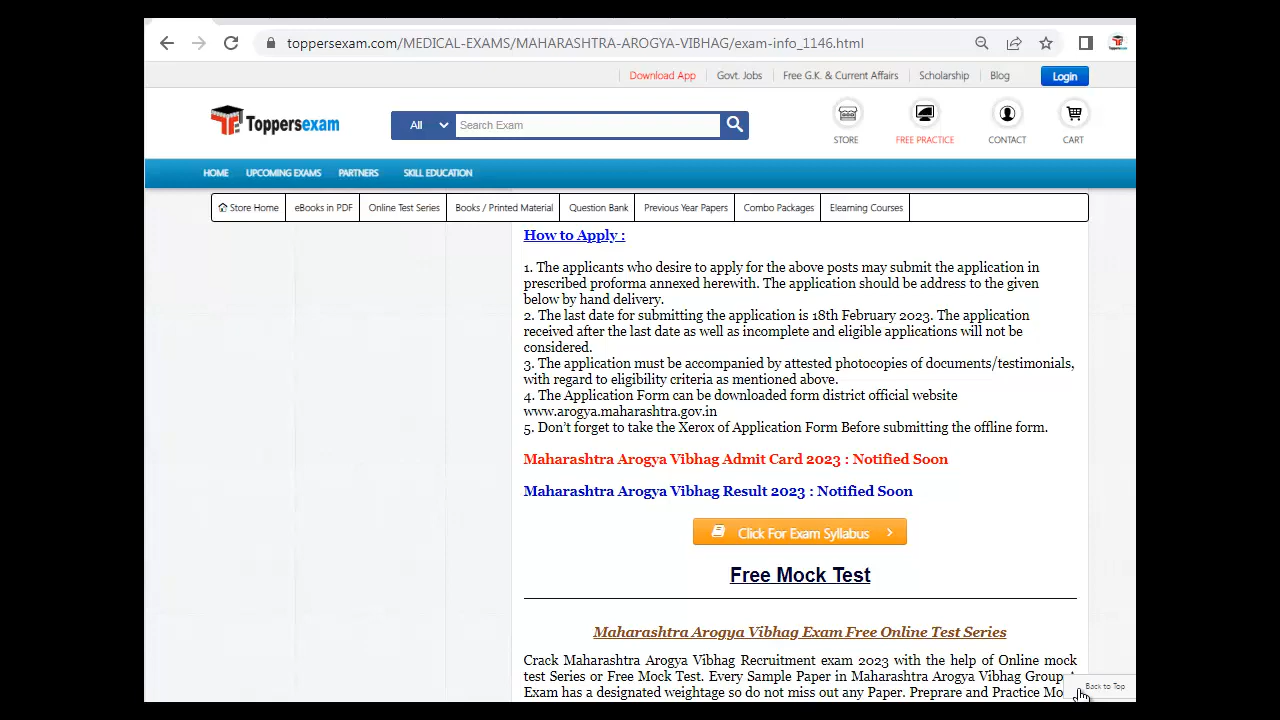 toppersexam.com/MEDICAL-EXAMS/MAHARASHTRA-AROGYA-VIBHAG/exam-info_1146.html
Download App Govt. Jobs Free G.K. & Current Affairs Scholarship Blog Login
Toppersexam All Search Exam
STORE FREE PRACTICE CONTACT CART
HOME UPCOMING EXAMS PARTNERS SKILL EDUCATION
Store Home eBooks in PDF Online Test Series Books / Printed Material Question Bank Previous Year Papers Combo Packages Elearning Courses
How to Apply :
1. The applicants who desire to apply for the above posts may submit the application in
prescribed proforma annexed herewith. The application should be address to the given
below by hand delivery.
2. The last date for submitting the application is 18th February 2023. The application
received after the last date as well as incomplete and eligible applications will not be
considered.
3. The application must be accompanied by attested photocopies of documents/testimonials,
with regard to eligibility criteria as mentioned above.
4. The Application Form can be downloaded form district official website
www.arogya.maharashtra.gov.in
5. Don't forget to take the Xerox of Application Form Before submitting the offline form.
Maharashtra Arogya Vibhag Admit Card 2023 : Notified Soon
Maharashtra Arogya Vibhag Result 2023 : Notified Soon
Click For Exam Syllabus
Free Mock Test
Maharashtra Arogya Vibhag Exam Free Online Test Series
Crack Maharashtra Arogya Vibhag Recruitment exam 2023 with the help of Online mock
test Series or Free Mock Test. Every Sample Paper in Maharashtra Arogya Vibhag Group
Exam has a designated weightage so do not miss out any Paper. Preprare and Practice
Back to Top